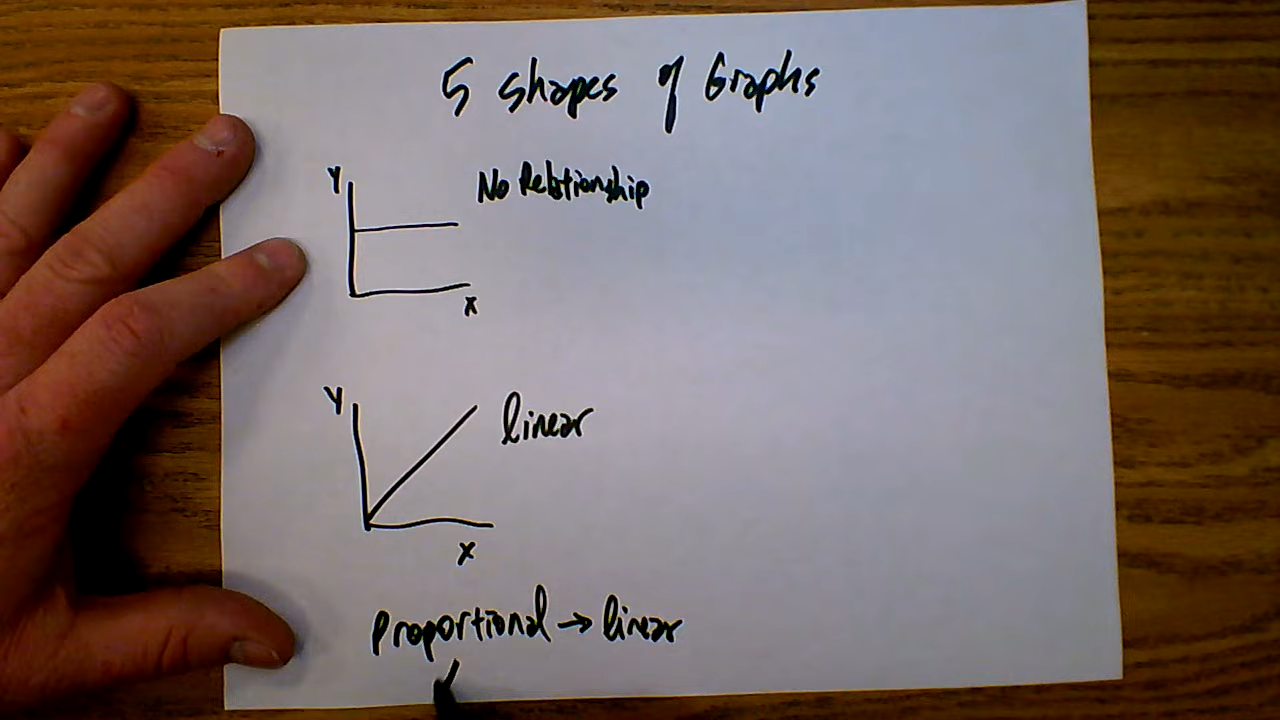 5 Shapes of Graphs
Y
No Relationship
X
Y
linear
X
Proportional → linear